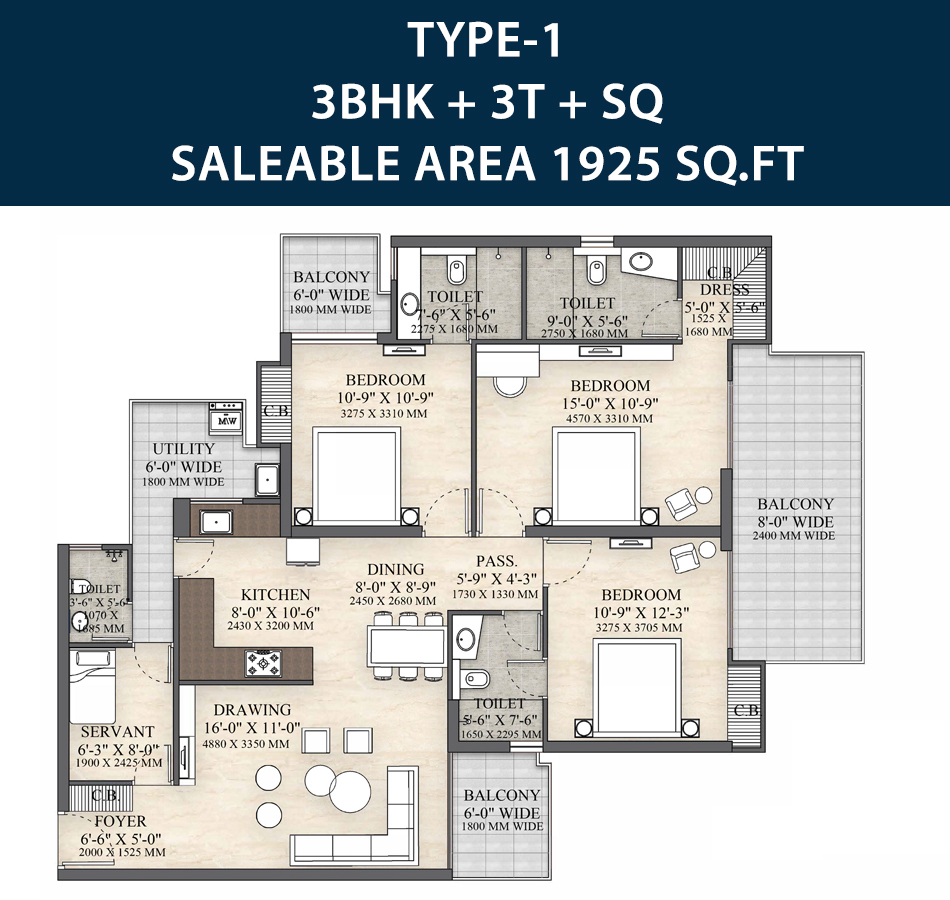 TYPE-1
3BHK + 3T + SQ
SALEABLE AREA 1925 SQ.FT
BALCONY
6'-0" WIDE
1800 MM WIDE
TOILET
7'-6" X 5'-6"
2275 X 1680 MM
TOILET
9'-0" X 5'-6"
2750 X 1680 MM
C.B.
DRESS
5'-0" X 5'-6"
1525 X
1680 MM
BEDROOM
10'-9" X 10'-9"
3275 X 3310 MM
C.B.
BEDROOM
15'-0" X 10'-9"
4570 X 3310 MM
M/W
UTILITY
6'-0" WIDE
1800 MM WIDE
BALCONY
8'-0" WIDE
2400 MM WIDE
TOILET
3'-6" X 5'-6"
1070 X
1685 MM
KITCHEN
8'-0" X 10'-6"
2430 X 3200 MM
DINING
8'-0" X 8'-9"
2450 X 2680 MM
PASS.
5'-9" X 4'-3"
1730 X 1330 MM
BEDROOM
10'-9" X 12'-3"
3275 X 3705 MM
C.B.
TOILET
5'-6" X 7'-6"
1650 X 2295 MM
DRAWING
16'-0" X 11'-0"
4880 X 3350 MM
SERVANT
6'-3" X 8'-0"
1900 X 2425 MM
C.B.
FOYER
6'-6" X 5'-0"
2000 X 1525 MM
BALCONY
6'-0" WIDE
1800 MM WIDE